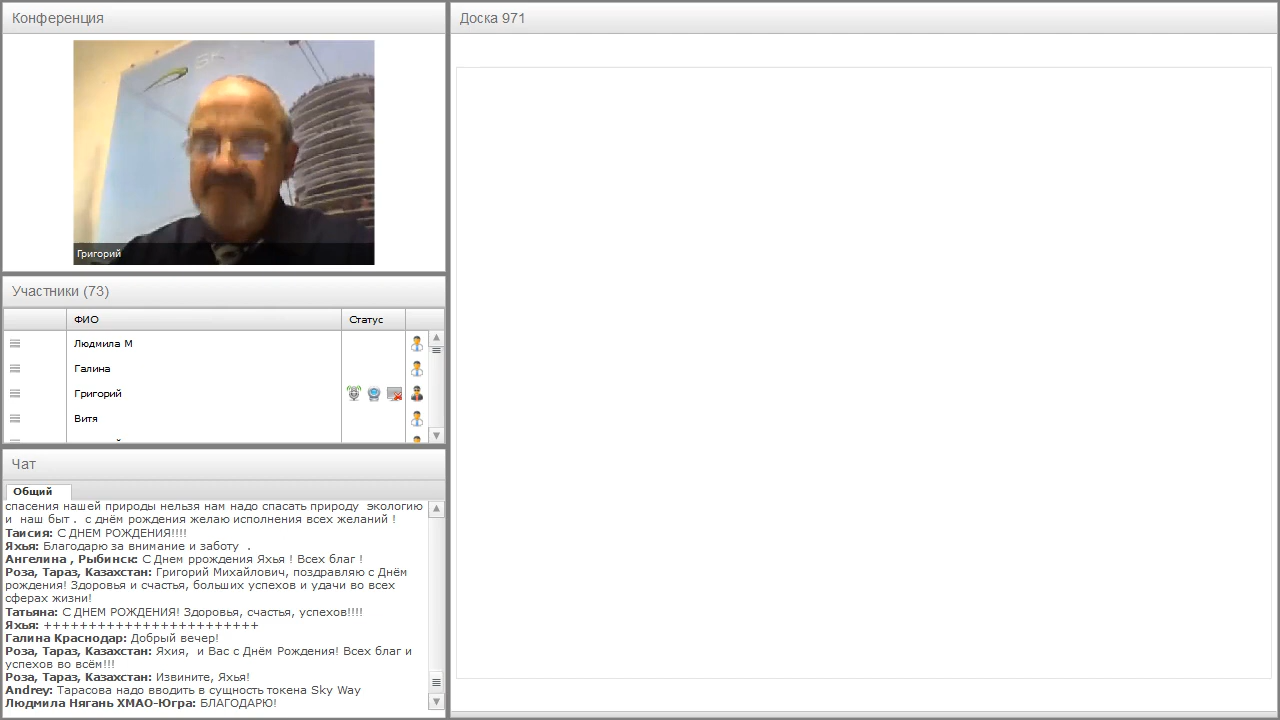 Конференция
SK
Григорий
Участники (73)
ФИО
Статус
Людмила М
Галина
Григорий
Витя
Чат
Общий
спасения нашей природы нельзя нам надо спасать природу экологию
и наш быт . с днём рождения желаю исполнения всех желаний !
Таисия: С ДНЕМ РОЖДЕНИЯ!!!!
Яхья: Благодарю за внимание и заботу .
Ангелина , Рыбинск: С Днем ррождения Яхья ! Всех благ !
Роза, Тараз, Казахстан: Григорий Михайлович, поздравляю с Днём
рождения! Здоровья и счастья, больших успехов и удачи во всех
сферах жизни!
Татьяна: С ДНЕМ РОЖДЕНИЯ! Здоровья, счастья, успехов!!!!
Яхья: ++++++++++++++++++++++++
Галина Краснодар: Добрый вечер!
Роза, Тараз, Казахстан: Яхия, и Вас с Днём Рождения! Всех благ и
успехов во всём!!!
Роза, Тараз, Казахстан: Извините, Яхья!
Andrey: Тарасова надо вводить в сущность токена Sky Way
Людмила Нягань ХМАО-Югра: БЛАГОДАРЮ!
Доска 971